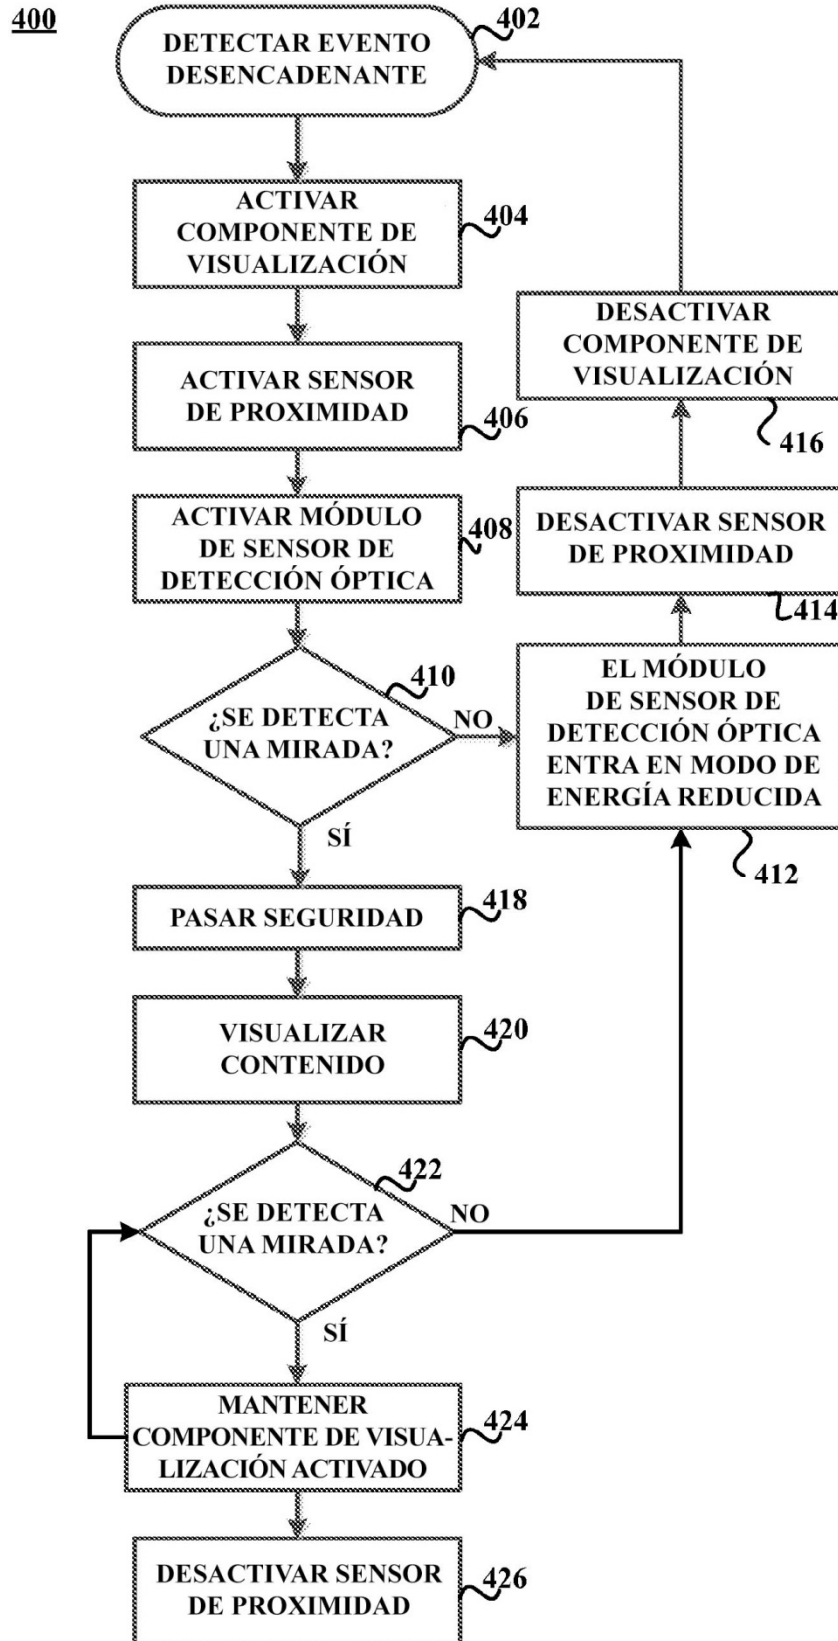 400
402
DETECTAR EVENTO
DESENCADENANTE
ACTIVAR
COMPONENTE DE
VISUALIZACIÓN
404
ACTIVAR SENSOR
DE PROXIMIDAD
406
ACTIVAR MÓDULO
DE SENSOR DE
DETECCIÓN ÓPTICA
408
410
¿SE DETECTA
UNA MIRADA?
NO
SÍ
DESACTIVAR
COMPONENTE DE
VISUALIZACIÓN
416
DESACTIVAR SENSOR
DE PROXIMIDAD
414
EL MÓDULO
DE SENSOR DE
DETECCIÓN ÓPTICA
ENTRA EN MODO DE
ENERGÍA REDUCIDA
412
PASAR SEGURIDAD
418
VISUALIZAR
CONTENIDO
420
422
¿SE DETECTA
UNA MIRADA?
NO
SÍ
MANTENER
COMPONENTE DE VISUA-
LIZACIÓN ACTIVADO
424
DESACTIVAR SENSOR
DE PROXIMIDAD
426